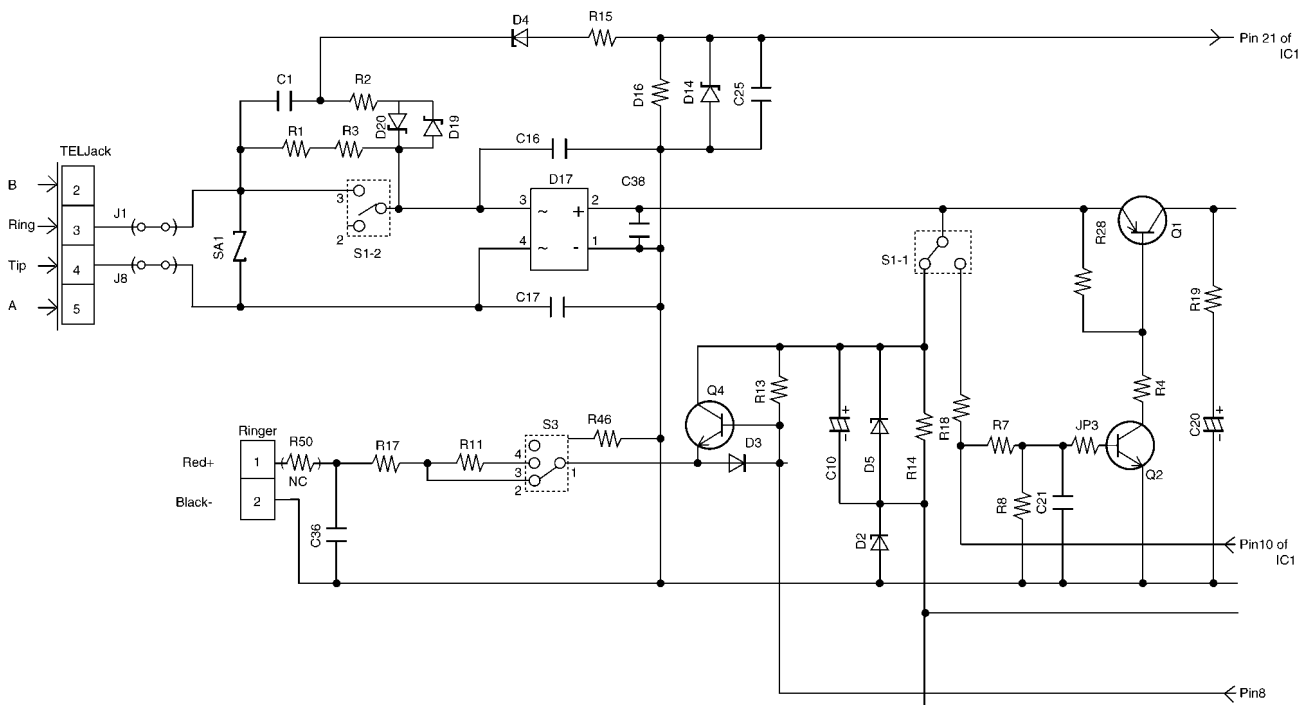 D4
R15
Pin 21 of
IC1
C1
R2
D20
D19
D16
D14
C25
R1
R3
C16
TELJack
B
2
3
D17
C38
Ring
3
J1
3
~
+
2
Tip
4
J8
SA1
2
S1-2
4
~
-
1
A
5
C17
S1-1
R28
Q1
R19
Q4
R13
R4
Ringer
S3
R46
D3
C10
+
-
D5
R14
R18
R7
JP3
C20
+
-
Red+
1
R50
NC
R17
R11
4
3
2
1
Q2
Black-
2
C36
D2
R8
C21
Pin10 of
IC1
Pin8